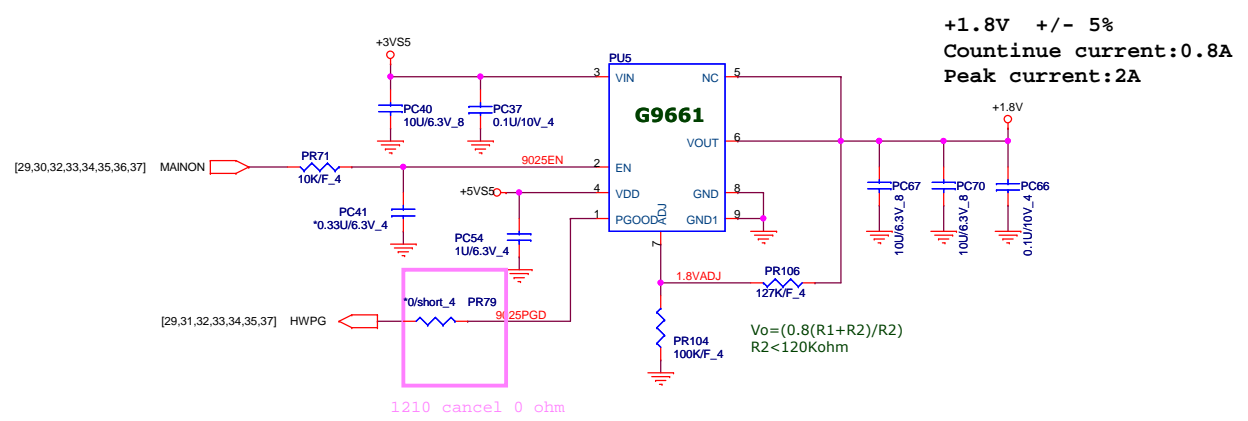 +1.8V +/- 5%
Countinue current:0.8A
Peak current:2A
+3VS5
PU5
3
VIN
NC
5
PC40
10U/6.3V_8
PC37
0.1U/10V_4
G9661
+1.8V
VOUT
6
[29,30,32,33,34,35,36,37]
MAINON
PR71
10K/F_4
9025EN
2
EN
+5VS5
4
VDD
GND
8
PC67
10U/6.3V_8
PC70
10U/6.3V_8
PC66
0.1U/10V_4
PC41
*0.33U/6.3V_4
1
PGOOD
ADJ
GND1
9
PC54
1U/6.3V_4
7
1.8VADJ
PR106
127K/F_4
*0/short_4
PR79
[29,31,32,33,34,35,37]
HWPG
9025PGD
PR104
100K/F_4
Vo=(0.8(R1+R2)/R2)
R2<120Kohm
1210 cancel 0 ohm